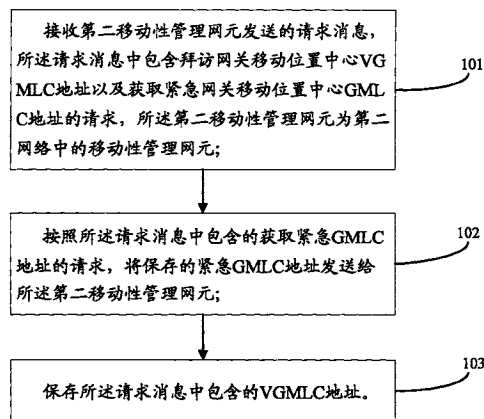 接收第二移动性管理网元发送的请求消息，
所述请求消息中包含拜访网关移动位置中心VG
MLC地址以及获取紧急网关移动位置中心GML
C地址的请求，所述第二移动性管理网元为第二
网络中的移动性管理网元；
101
按照所述请求消息中包含的获取紧急GMLC
地址的请求，将保存的紧急GMLC地址发送给
所述第二移动性管理网元；
102
保存所述请求消息中包含的VGMLC地址。
103